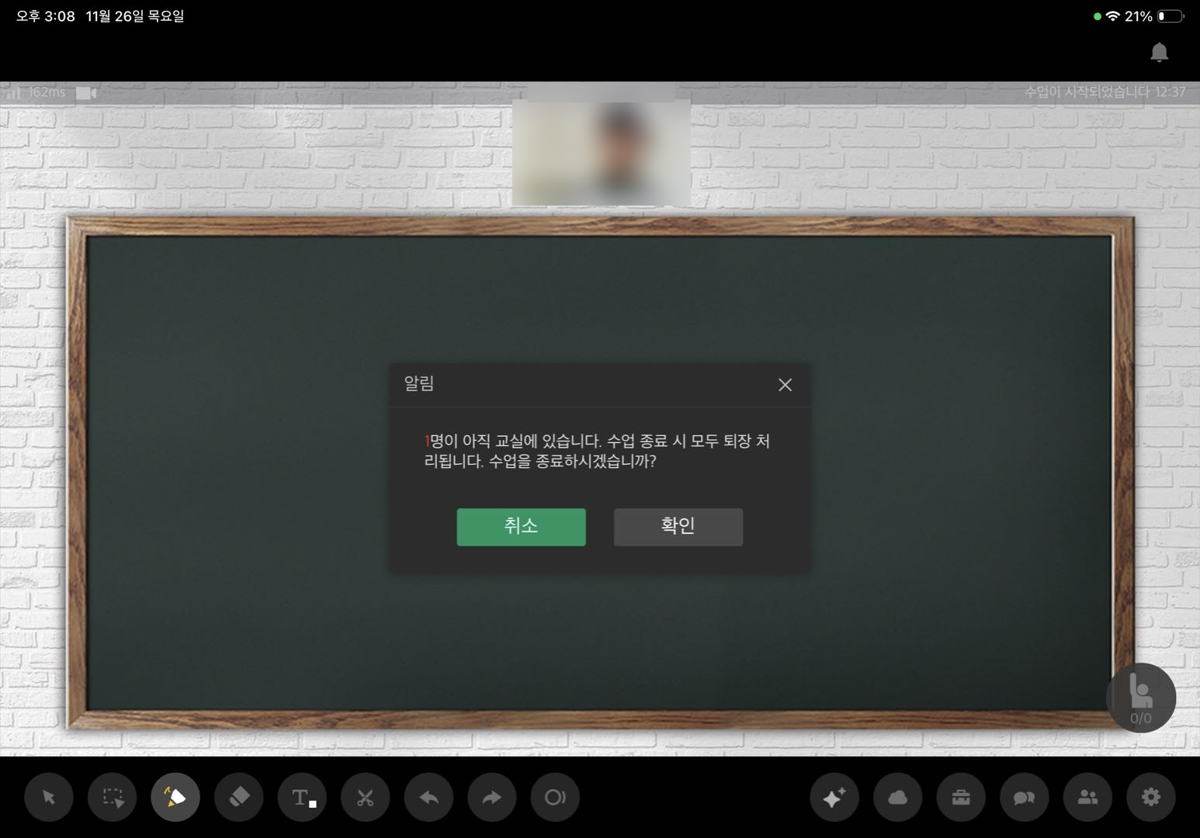 오후 3:08 11월 26일 목요일
21%
162ms
수업이 시작되었습니다 12:37
알림
1명이 아직 교실에 있습니다. 수업 종료 시 모두 퇴장 처
리됩니다. 수업을 종료하시겠습니까?
취소
확인
0/0
T